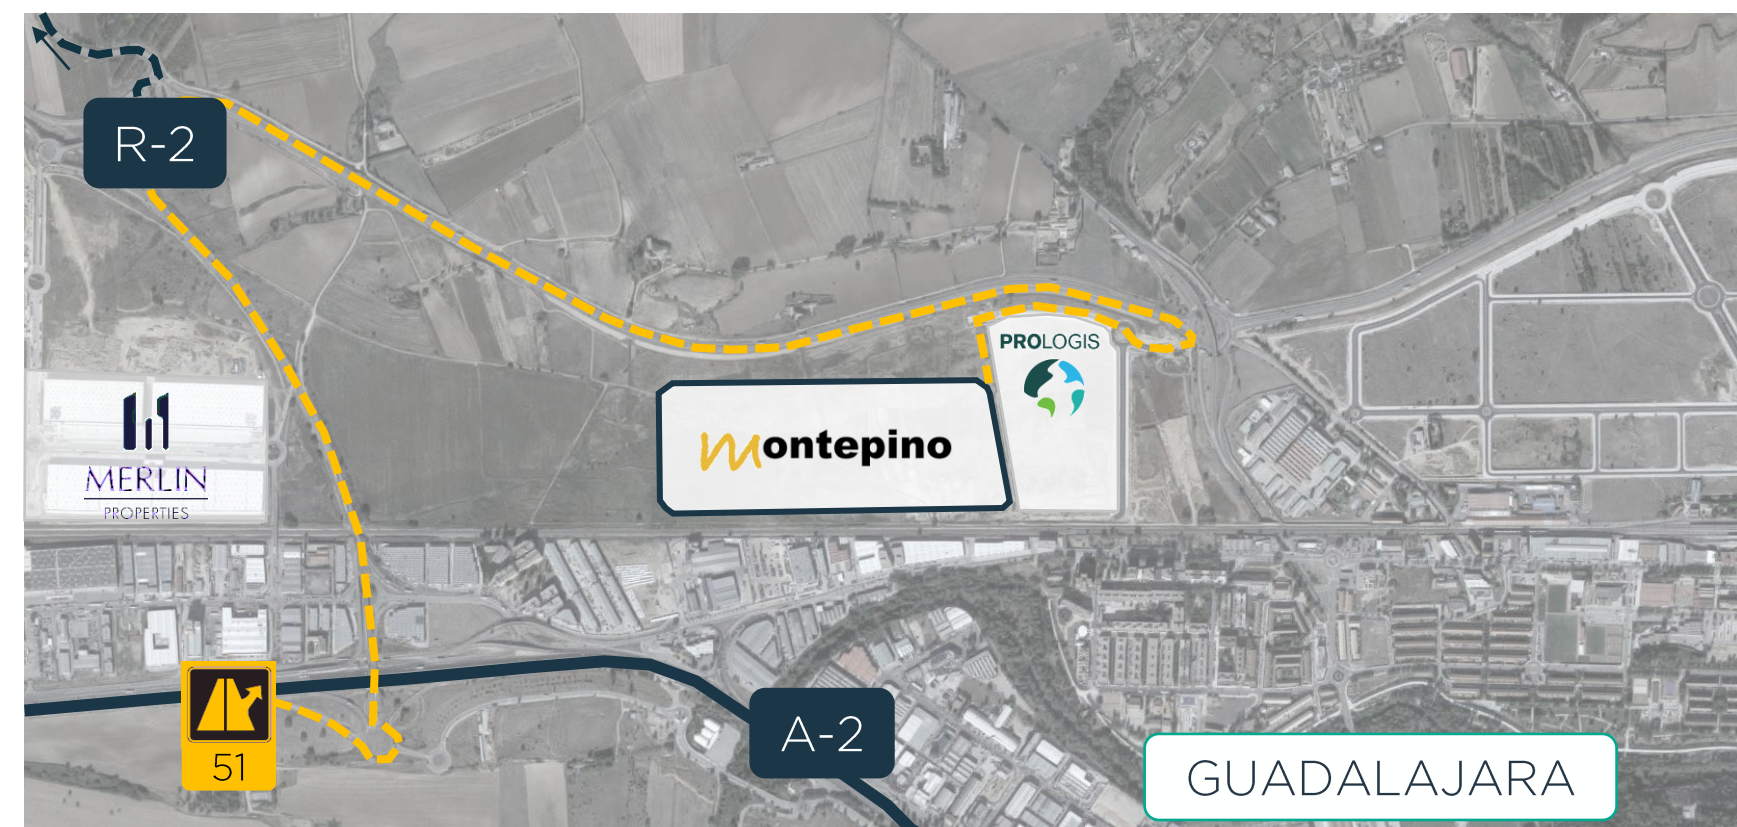 R-2
PROLOGIS
montepino
MERLIN
PROPERTIES
51
A-2
GUADALAJARA